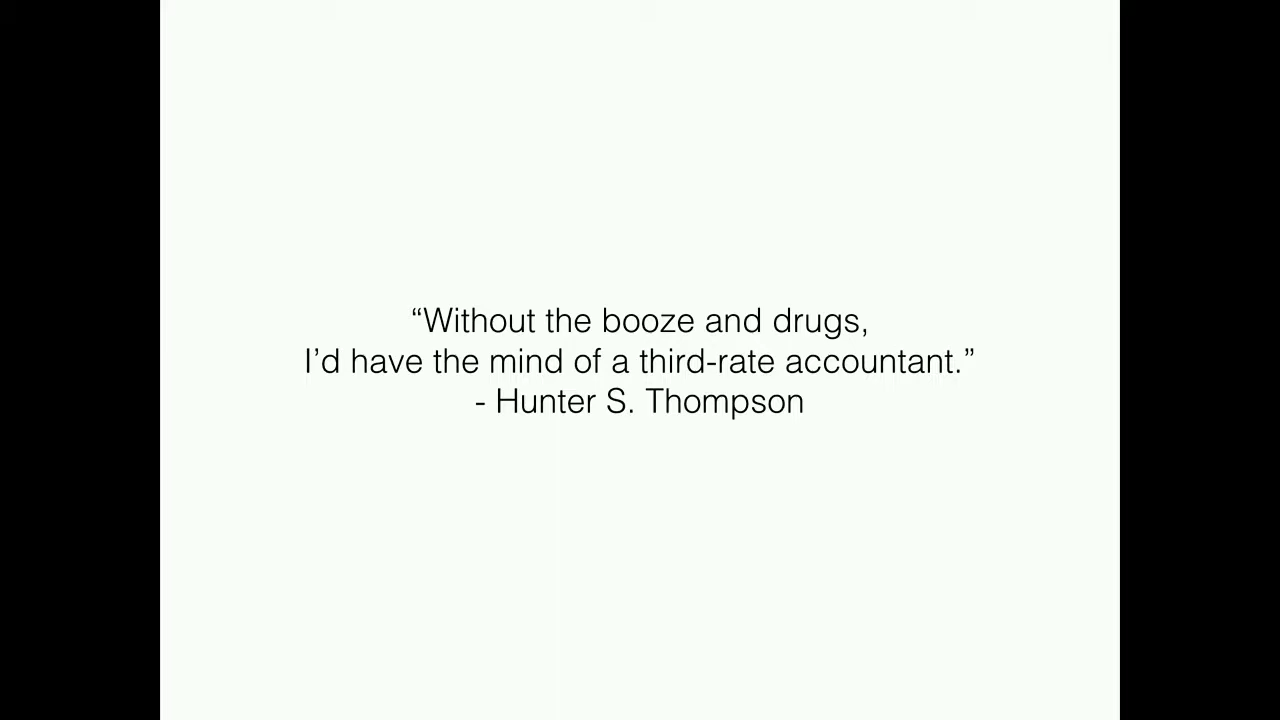 “Without the booze and drugs,
I’d have the mind of a third-rate accountant.”
- Hunter S. Thompson